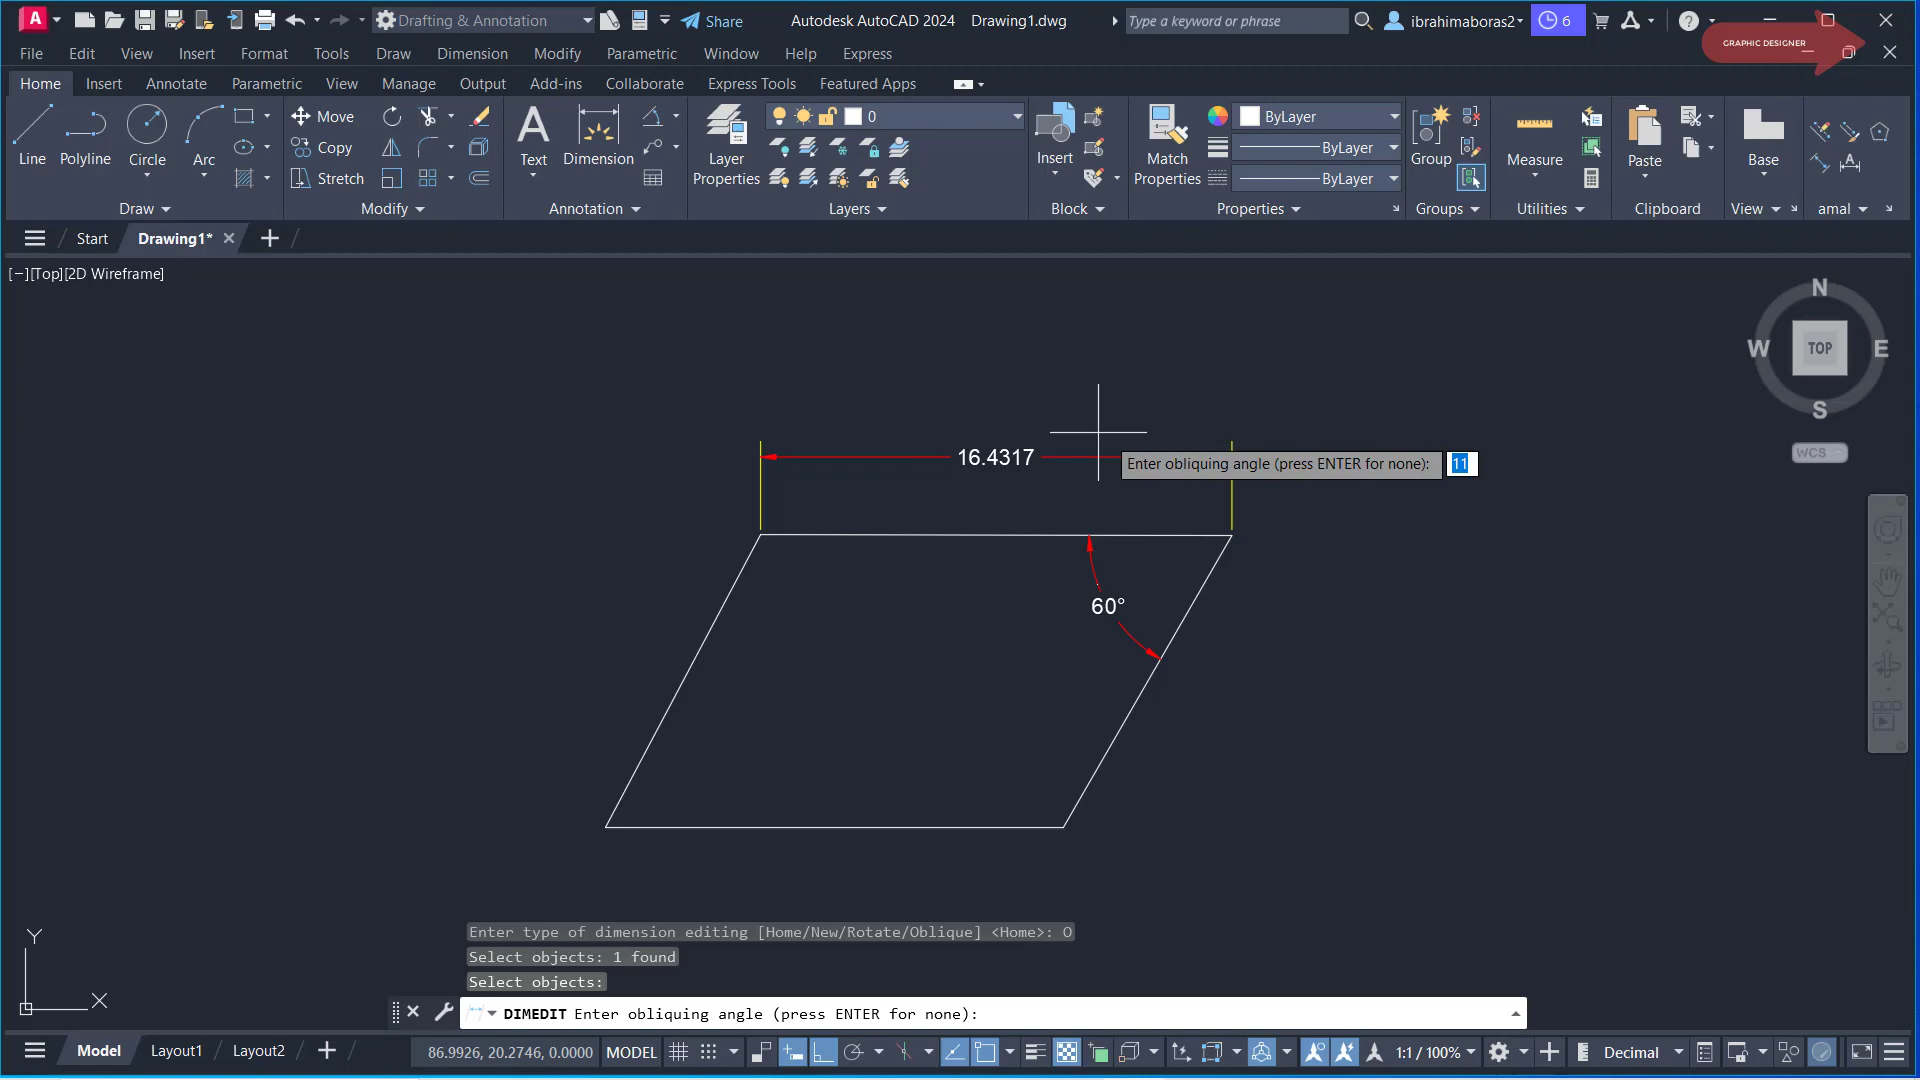 A Drafting & Annotation Share Autodesk AutoCAD 2024 Drawing1.dwg Type a keyword or phrase ibrahimaboras2 6 ?
GRAPHIC DESIGNER
File Edit View Insert Format Tools Draw Dimension Modify Parametric Window Help Express
Home Insert Annotate Parametric View Manage Output Add-ins Collaborate Express Tools Featured Apps
Line Polyline Circle Arc
Move
Copy
Stretch
Text Dimension
Layer Properties
0
Insert
Match Properties
ByLayer
ByLayer
ByLayer
Group
Measure
Paste
Base
Draw Modify Annotation Layers Block Properties Groups Utilities Clipboard View amal
Start Drawing1* +
[−][Top][2D Wireframe]
N
W TOP E
S
WCS
16.4317
Enter obliquing angle (press ENTER for none): 11
60°
Y
X
Enter type of dimension editing [Home/New/Rotate/Oblique] <Home>: O
Select objects: 1 found
Select objects:
DIMEDIT Enter obliquing angle (press ENTER for none):
Model Layout1 Layout2 + 86.9926, 20.2746, 0.0000 MODEL 1:1 / 100% Decimal